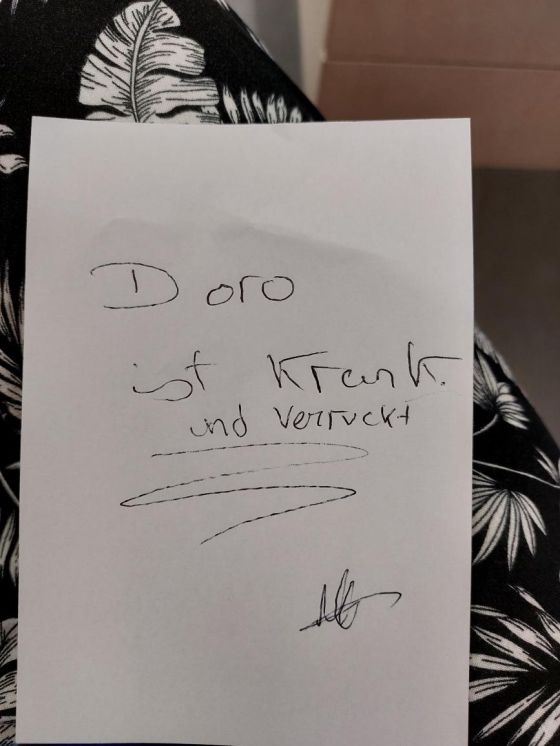 Doro
ist Krank.
und verruckt